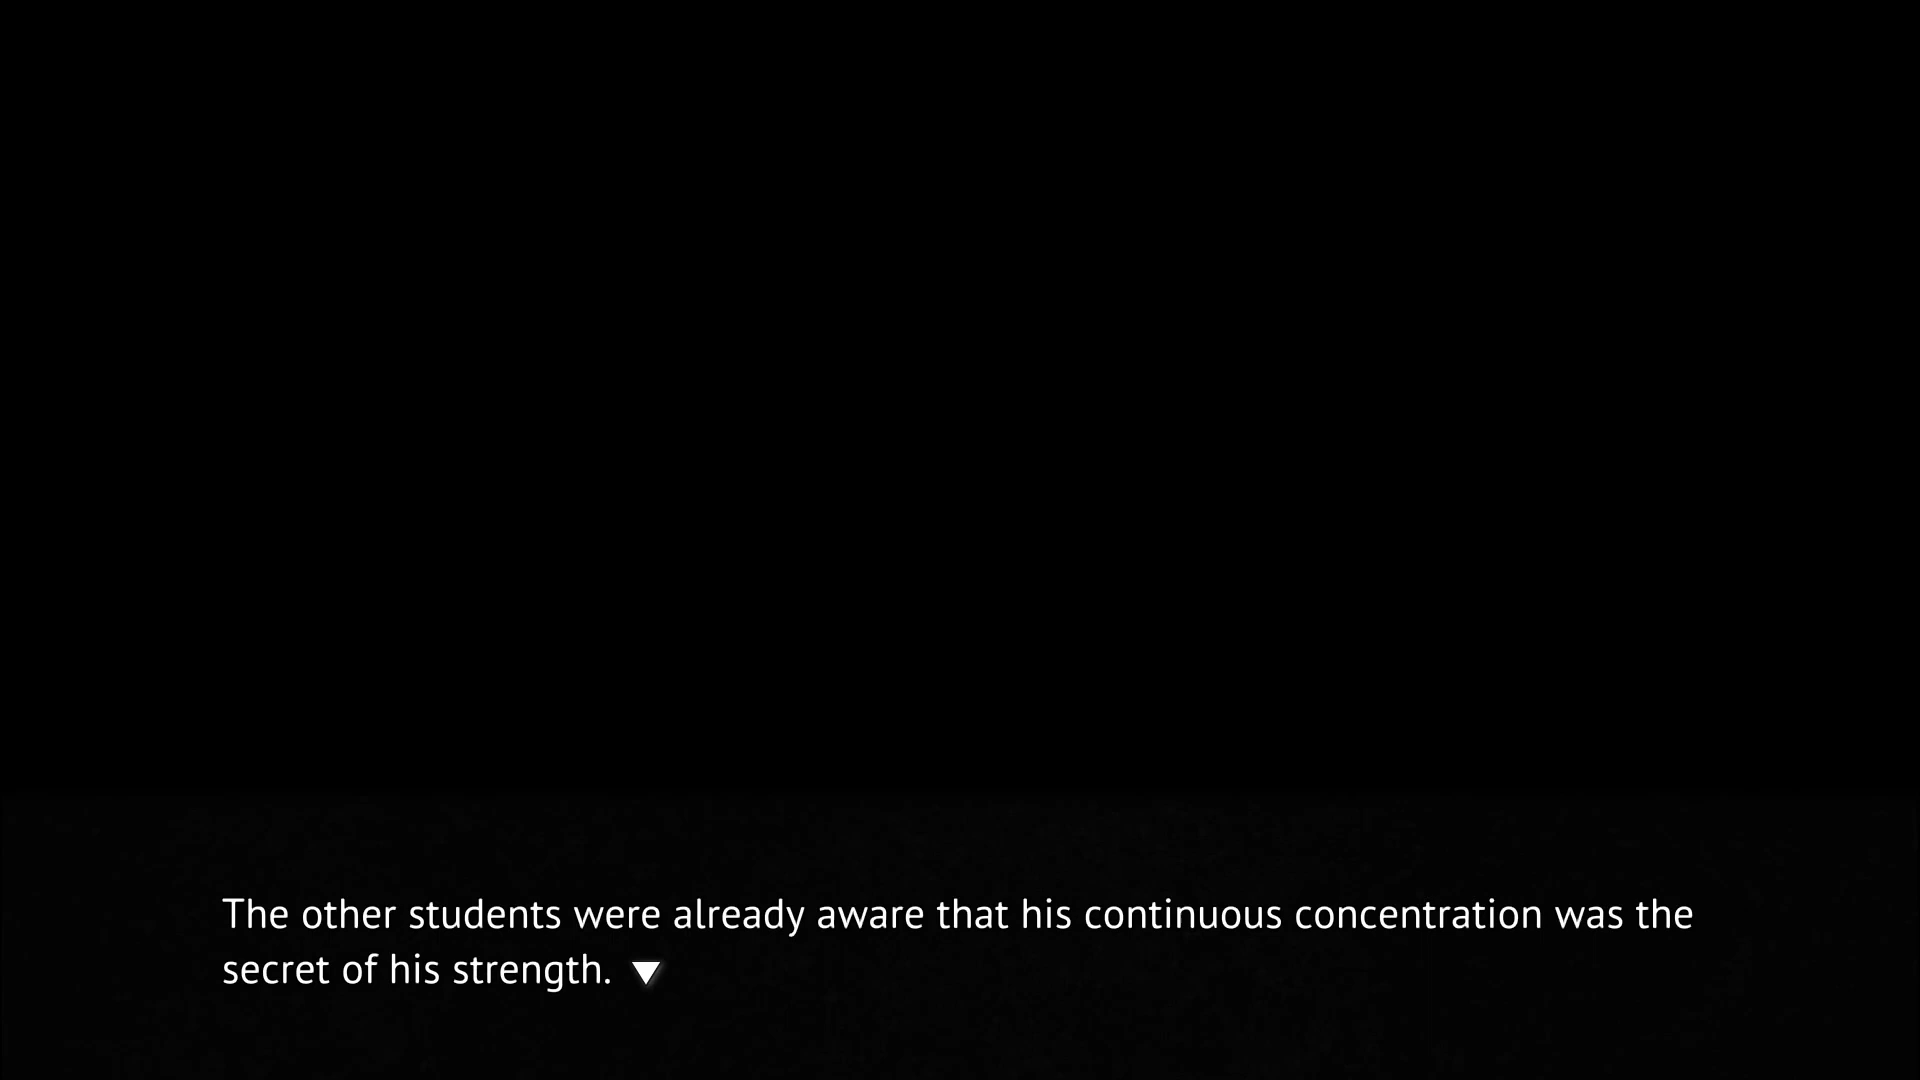 The other students were already aware that his continuous concentration was the
secret of his strength. ▼